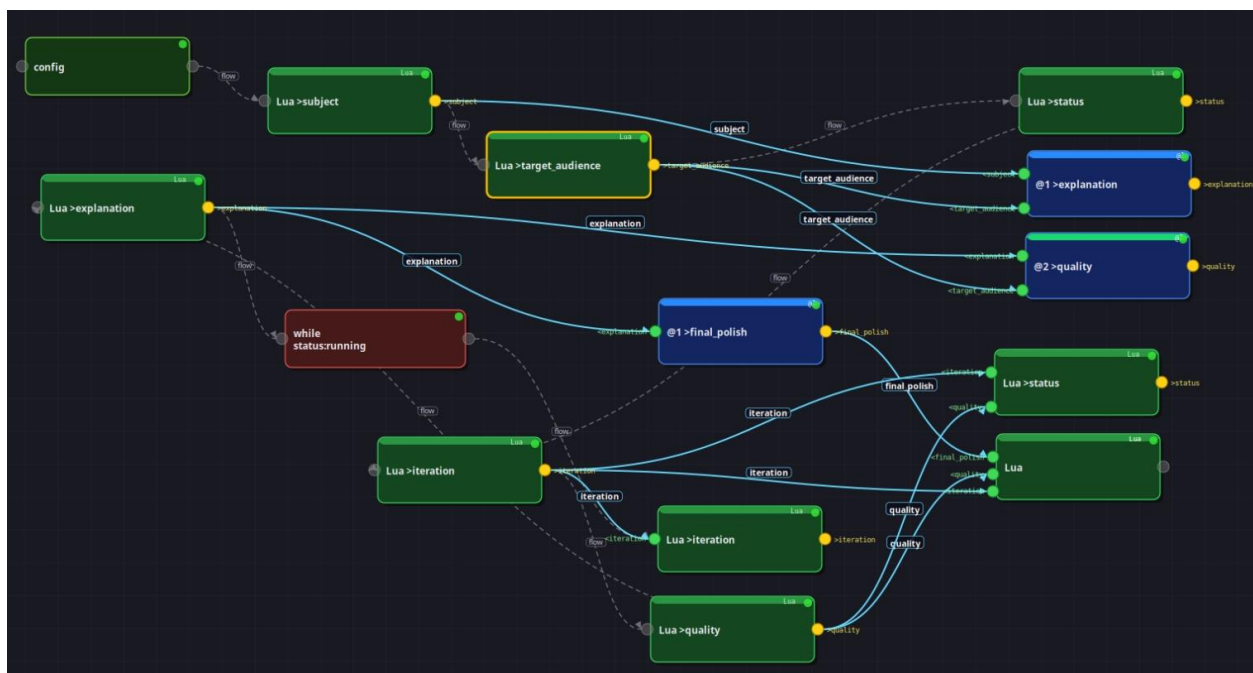 config
flow
Lua
Lua >subject
>subject
flow
subject
Lua
Lua >target_audience
>target_audience
flow
target_audience
target_audience
Lua
Lua >status
>status
@1 >explanation
<subject
<target_audience
>explanation
@2 >quality
<explanation
<target_audience
>quality
Lua
Lua >explanation
>explanation
explanation
explanation
flow
flow
while
status:running
<explanation
@1 >final_polish
>final_polish
final_polish
Lua
<iteration
Lua >status
>status
<quality
flow
flow
iteration
Lua
Lua >iteration
>iteration
iteration
iteration
Lua
<final_polish
Lua
<quality
<iteration
quality
quality
Lua
<iteration
Lua >iteration
>iteration
flow
Lua
Lua >quality
>quality